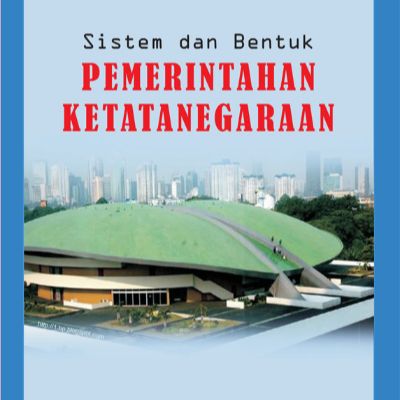 Sistem dan Bentuk
PEMERINTAHAN
KETATANEGARAAN